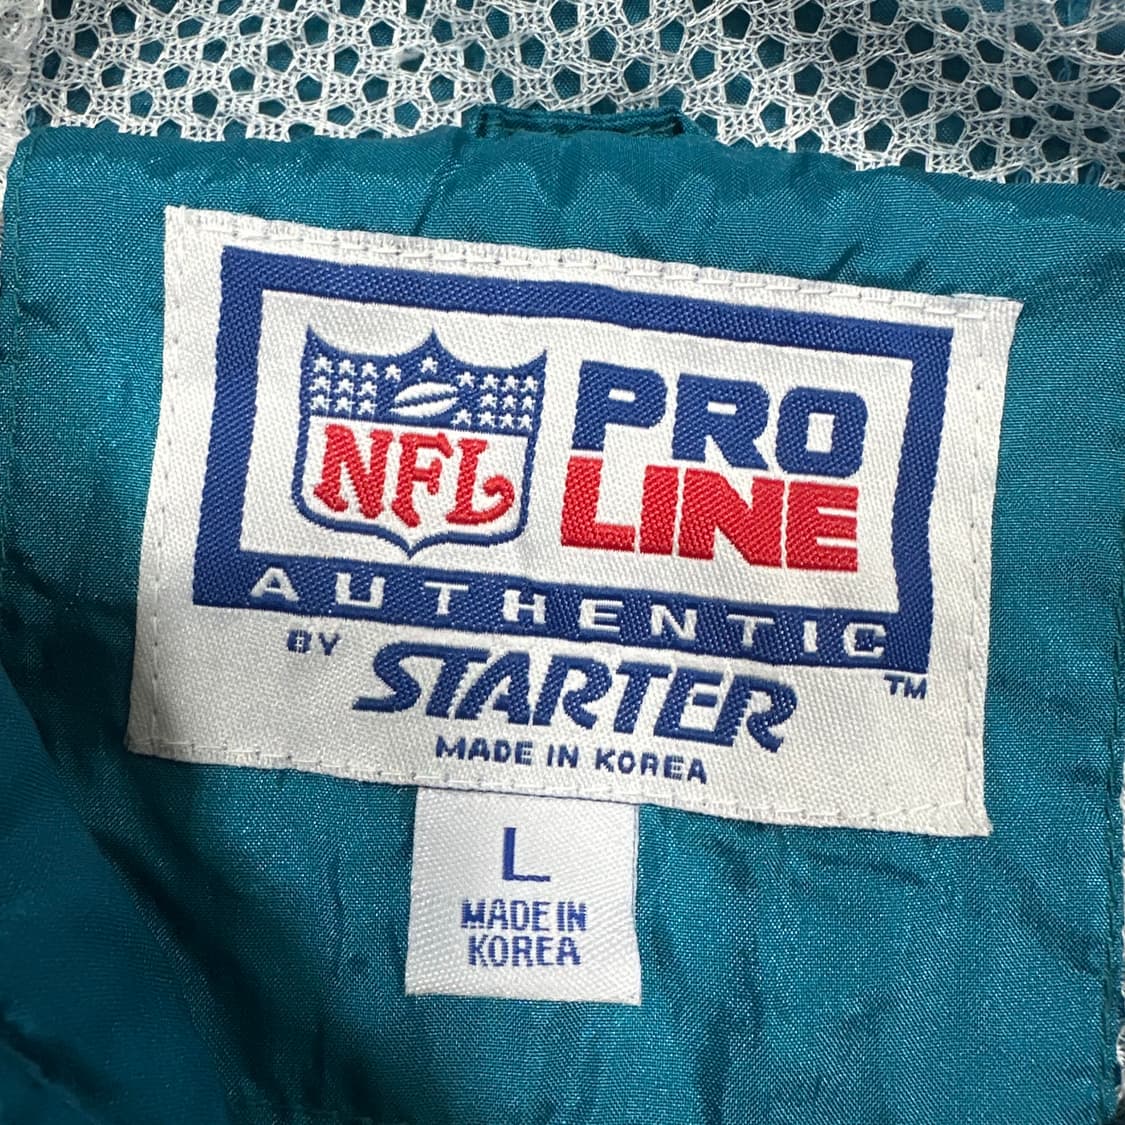 NFL
PRO
LINE
AUTHENTIC
BY STARTER
TM
MADE IN KOREA
L
MADE IN
KOREA